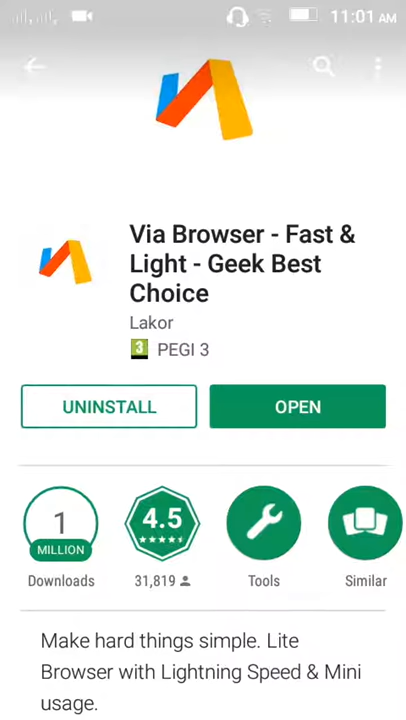 11:01 AM
Via Browser - Fast &
Light - Geek Best
Choice
Lakor
3 PEGI 3
UNINSTALL OPEN
1 4.5
MILLION
Downloads 31,819 Tools Similar
Make hard things simple. Lite
Browser with Lightning Speed & Mini
usage.